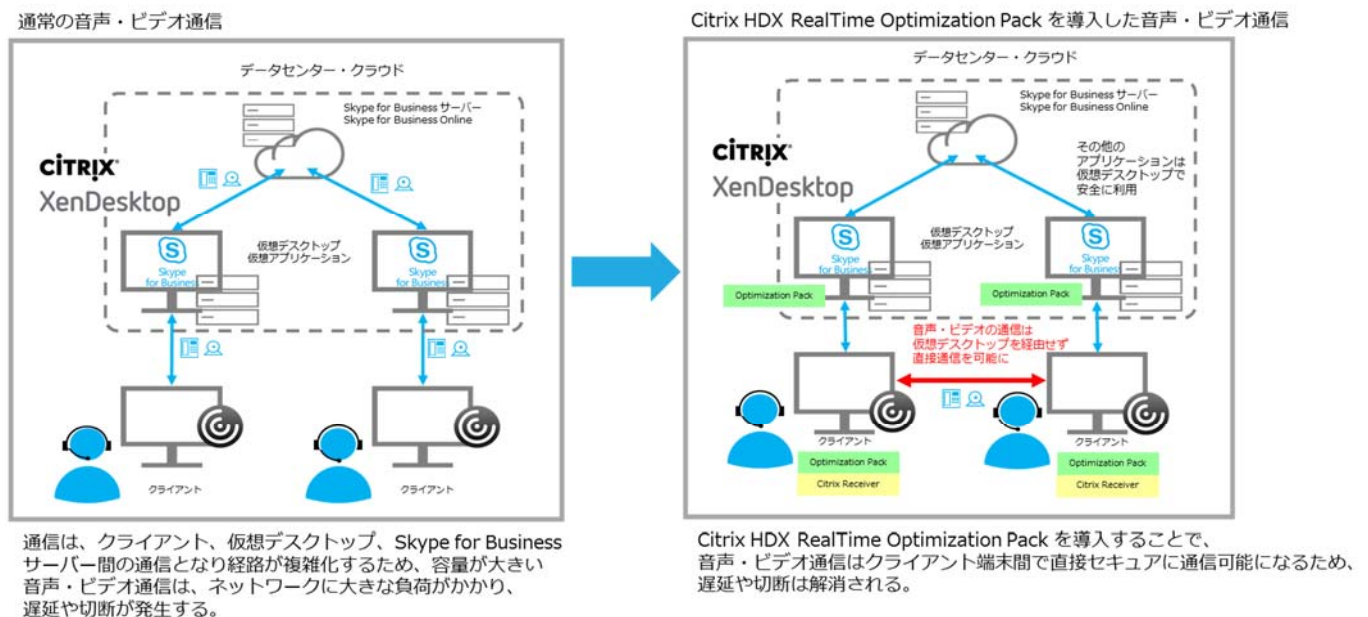 通常の音声・ビデオ通信
データセンター・クラウド
Skype for Business サーバー
Skype for Business Online
CİTRIX
XenDesktop
仮想デスクトップ
仮想アプリケーション
S
Skype
for Business
S
Skype
for Business
クライアント
クライアント
通信は、クライアント、仮想デスクトップ、Skype for Business
サーバー間の通信となり経路が複雑化するため、容量が大きい
音声・ビデオ通信は、ネットワークに大きな負荷がかかり、
遅延や切断が発生する。
Citrix HDX RealTime Optimization Pack を導入した音声・ビデオ通信
データセンター・クラウド
Skype for Business サーバー
Skype for Business Online
CİTRIX
XenDesktop
その他の
アプリケーションは
仮想デスクトップで
安全に利用
仮想デスクトップ
仮想アプリケーション
S
Skype
for Business
S
Skype
for Business
Optimization Pack
Optimization Pack
音声・ビデオの通信は
仮想デスクトップを経由せず
直接通信を可能に
クライアント
クライアント
Optimization Pack
Citrix Receiver
Optimization Pack
Citrix Receiver
Citrix HDX RealTime Optimization Pack を導入することで、
音声・ビデオ通信はクライアント端末間で直接セキュアに通信可能になるため、
遅延や切断は解消される。